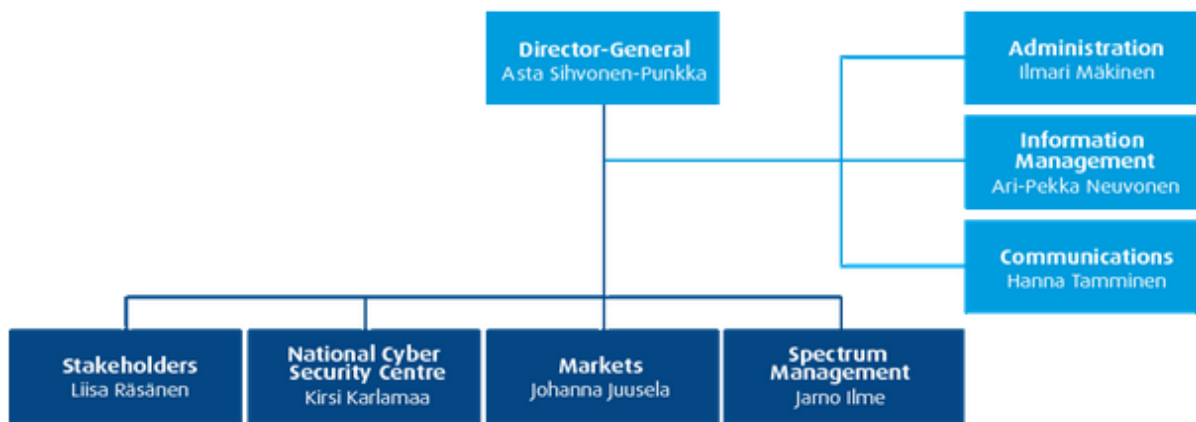 Director-General
Asta Sihvonen-Punkka
Administration
Ilmari Mäkinen
Information
Management
Ari-Pekka Neuvonen
Communications
Hanna Tamminen
Stakeholders
Liisa Räsänen
National Cyber
Security Centre
Kirsi Karlamaa
Markets
Johanna Juusela
Spectrum
Management
Jarno Ilme